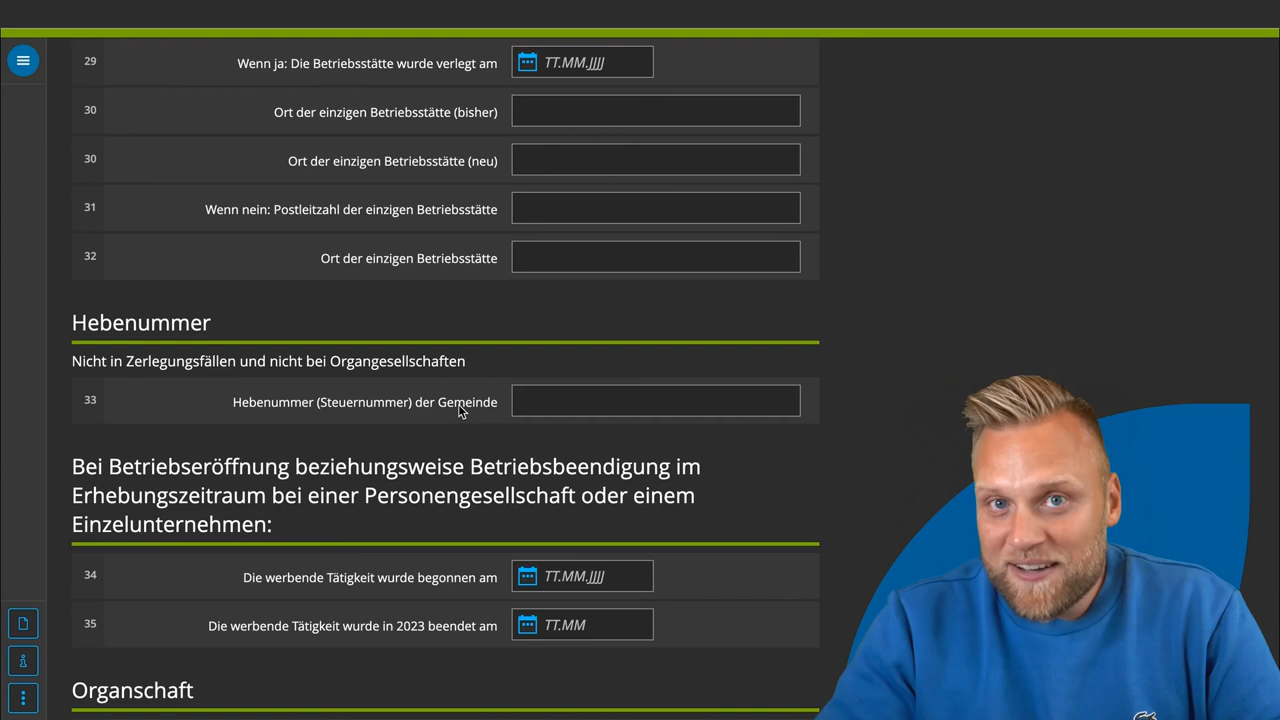 29 Wenn ja: Die Betriebsstätte wurde verlegt am TT.MM.JJJJ
30 Ort der einzigen Betriebsstätte (bisher)
30 Ort der einzigen Betriebsstätte (neu)
31 Wenn nein: Postleitzahl der einzigen Betriebsstätte
32 Ort der einzigen Betriebsstätte
Hebenummer
Nicht in Zerlegungsfällen und nicht bei Organgesellschaften
33 Hebenummer (Steuernummer) der Gemeinde
Bei Betriebseröffnung beziehungsweise Betriebsbeendigung im
Erhebungszeitraum bei einer Personengesellschaft oder einem
Einzelunternehmen:
34 Die werbende Tätigkeit wurde begonnen am TT.MM.JJJJ
35 Die werbende Tätigkeit wurde in 2023 beendet am TT.MM
Organschaft